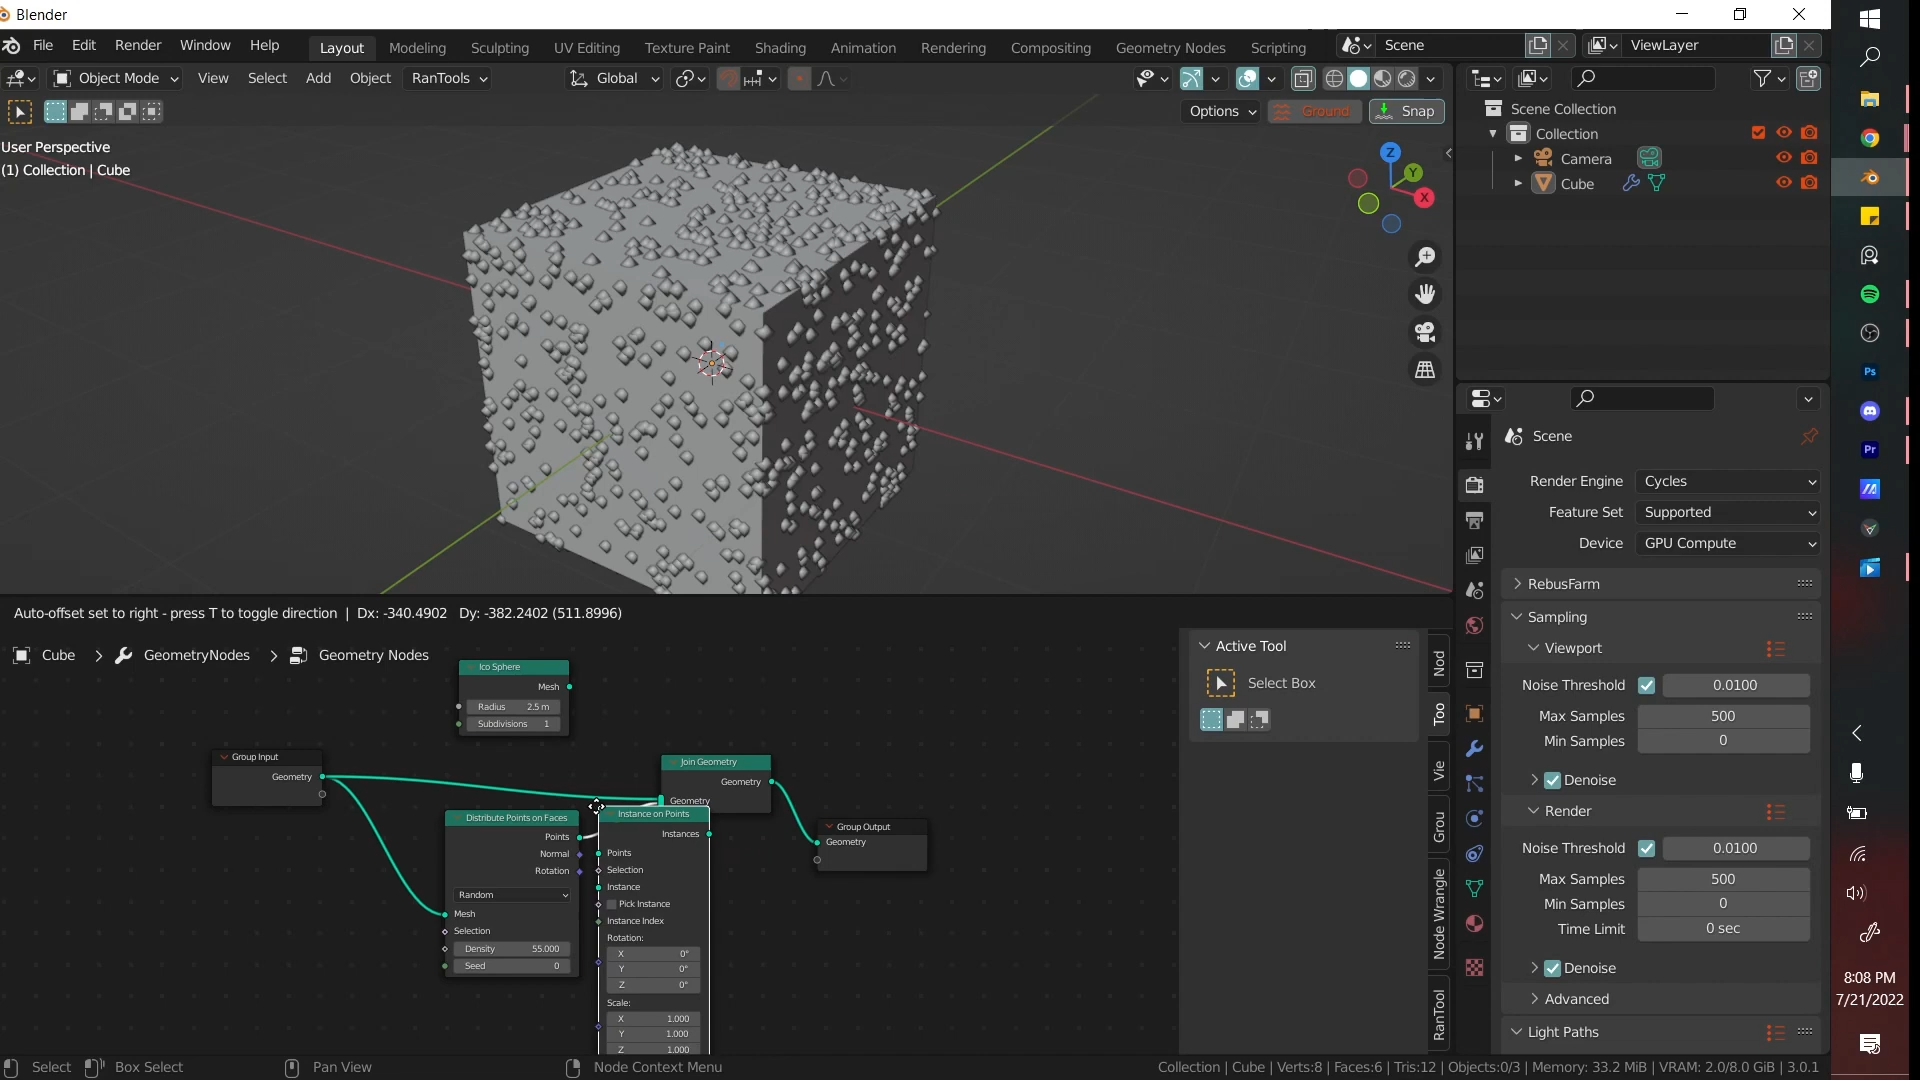 Blender
File Edit Render Window Help
Layout Modeling Sculpting UV Editing Texture Paint Shading Animation Rendering Compositing Geometry Nodes Scripting
Scene
ViewLayer
Object Mode View Select Add Object RanTools
Global
Options
Ground
Snap
User Perspective
(1) Collection | Cube
Z
Y
X
Scene Collection
Collection
Camera
Cube
Scene
Render Engine Cycles
Feature Set Supported
Device GPU Compute
RebusFarm
Sampling
Viewport
Noise Threshold 0.0100
Max Samples 500
Min Samples 0
Denoise
Render
Noise Threshold 0.0100
Max Samples 500
Min Samples 0
Time Limit 0 sec
Denoise
Advanced
Light Paths
Auto-offset set to right - press T to toggle direction | Dx: -340.4902 Dy: -382.2402 (511.8996)
Cube > GeometryNodes > Geometry Nodes
Ico Sphere
Mesh
Radius 2.5 m
Subdivisions 1
Group Input
Geometry
Distribute Points on Faces
Points
Normal
Rotation
Random
Mesh
Selection
Density 55.000
Seed 0
Join Geometry
Geometry
Geometry
Instance on Points
Instances
Points
Selection
Instance
Pick Instance
Instance Index
Rotation:
X 0°
Y 0°
Z 0°
Scale:
X 1.000
Y 1.000
Z 1.000
Group Output
Geometry
Active Tool
Select Box
Nod
Too
Vie
Grou
Node Wrangle
RanTool
Ps
Pr
8:08 PM
7/21/2022
Select Box Select Pan View Node Context Menu
Collection | Cube | Verts:8 | Faces:6 | Tris:12 | Objects:0/3 | Memory: 33.2 MiB | VRAM: 2.0/8.0 GiB | 3.0.1